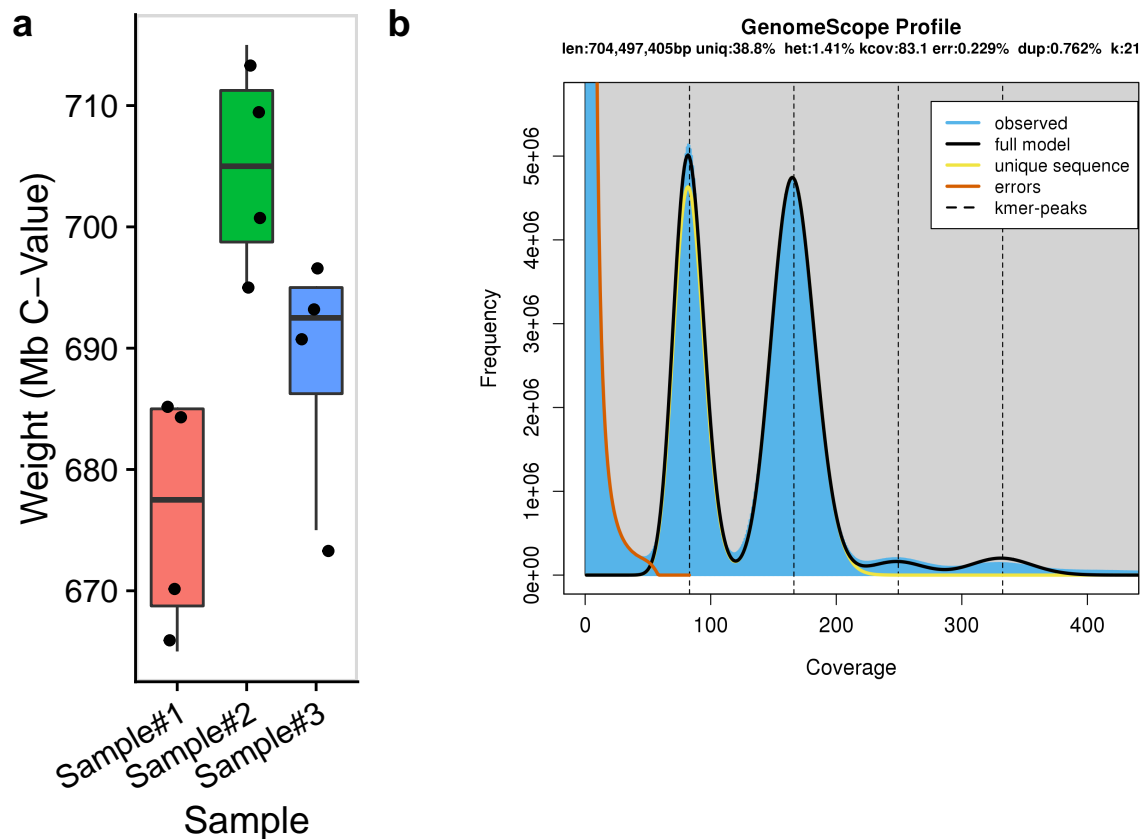 a
Weight (Mb C−Value)
710
700
690
680
670
Sample#1
Sample#2
Sample#3
Sample
b
GenomeScope Profile
len:704,497,405bp uniq:38.8% het:1.41% kcov:83.1 err:0.229% dup:0.762% k:21
observed
full model
unique sequence
errors
kmer-peaks
Frequency
5e+06
4e+06
3e+06
2e+06
1e+06
0e+00
0 100 200 300 400
Coverage